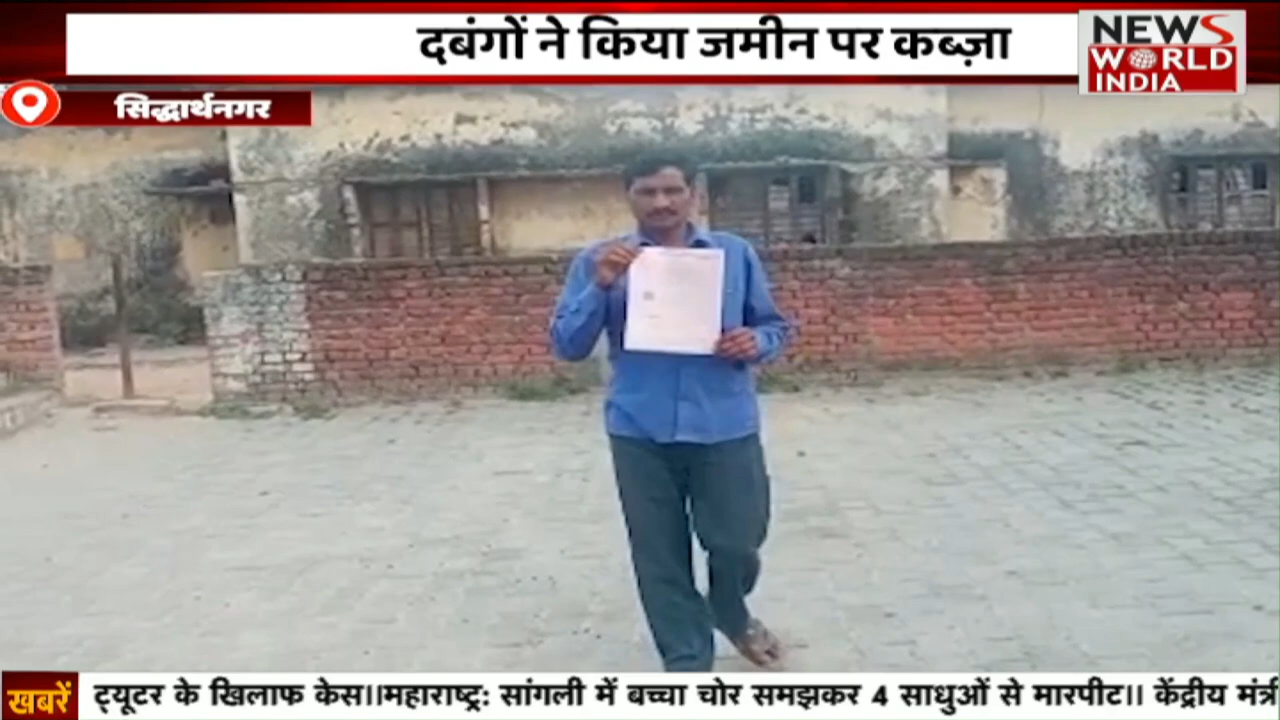 दबंगों ने किया जमीन पर कब्ज़ा
NEWS
WORLD
INDIA
सिद्धार्थनगर
खबरें
ट्यूटर के खिलाफ केस।।महाराष्ट्र: सांगली में बच्चा चोर समझकर 4 साधुओं से मारपीट।। केंद्रीय मंत्री